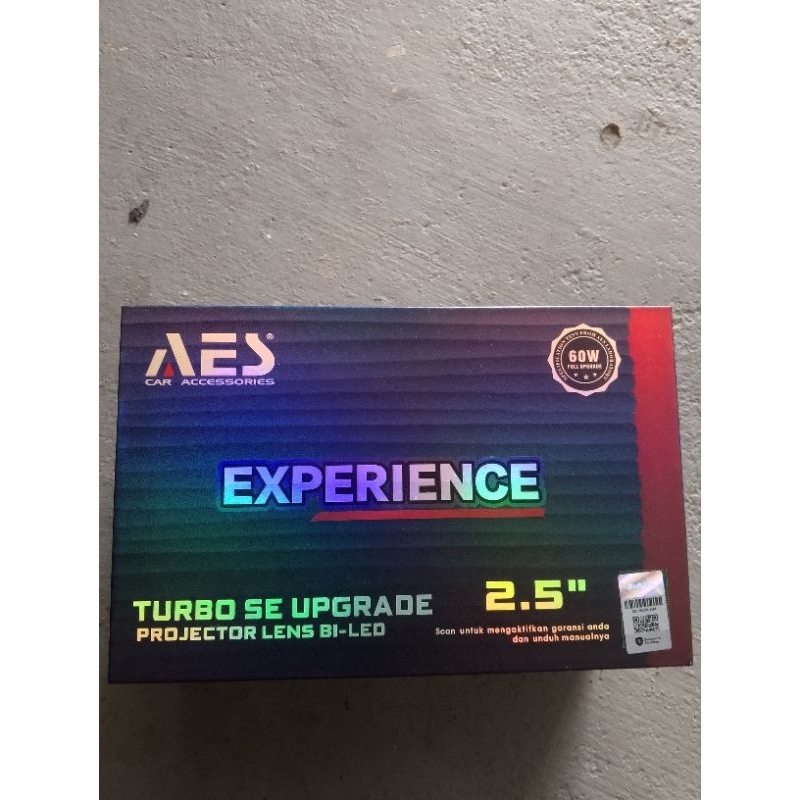 AES®
CAR ACCESSORIES
60W
FULL UPGRADE
EXPERIENCE
TURBO SE UPGRADE
2.5"
PROJECTOR LENS BI-LED
Scan untuk mengaktifkan garansi anda
dan unduh manualnya